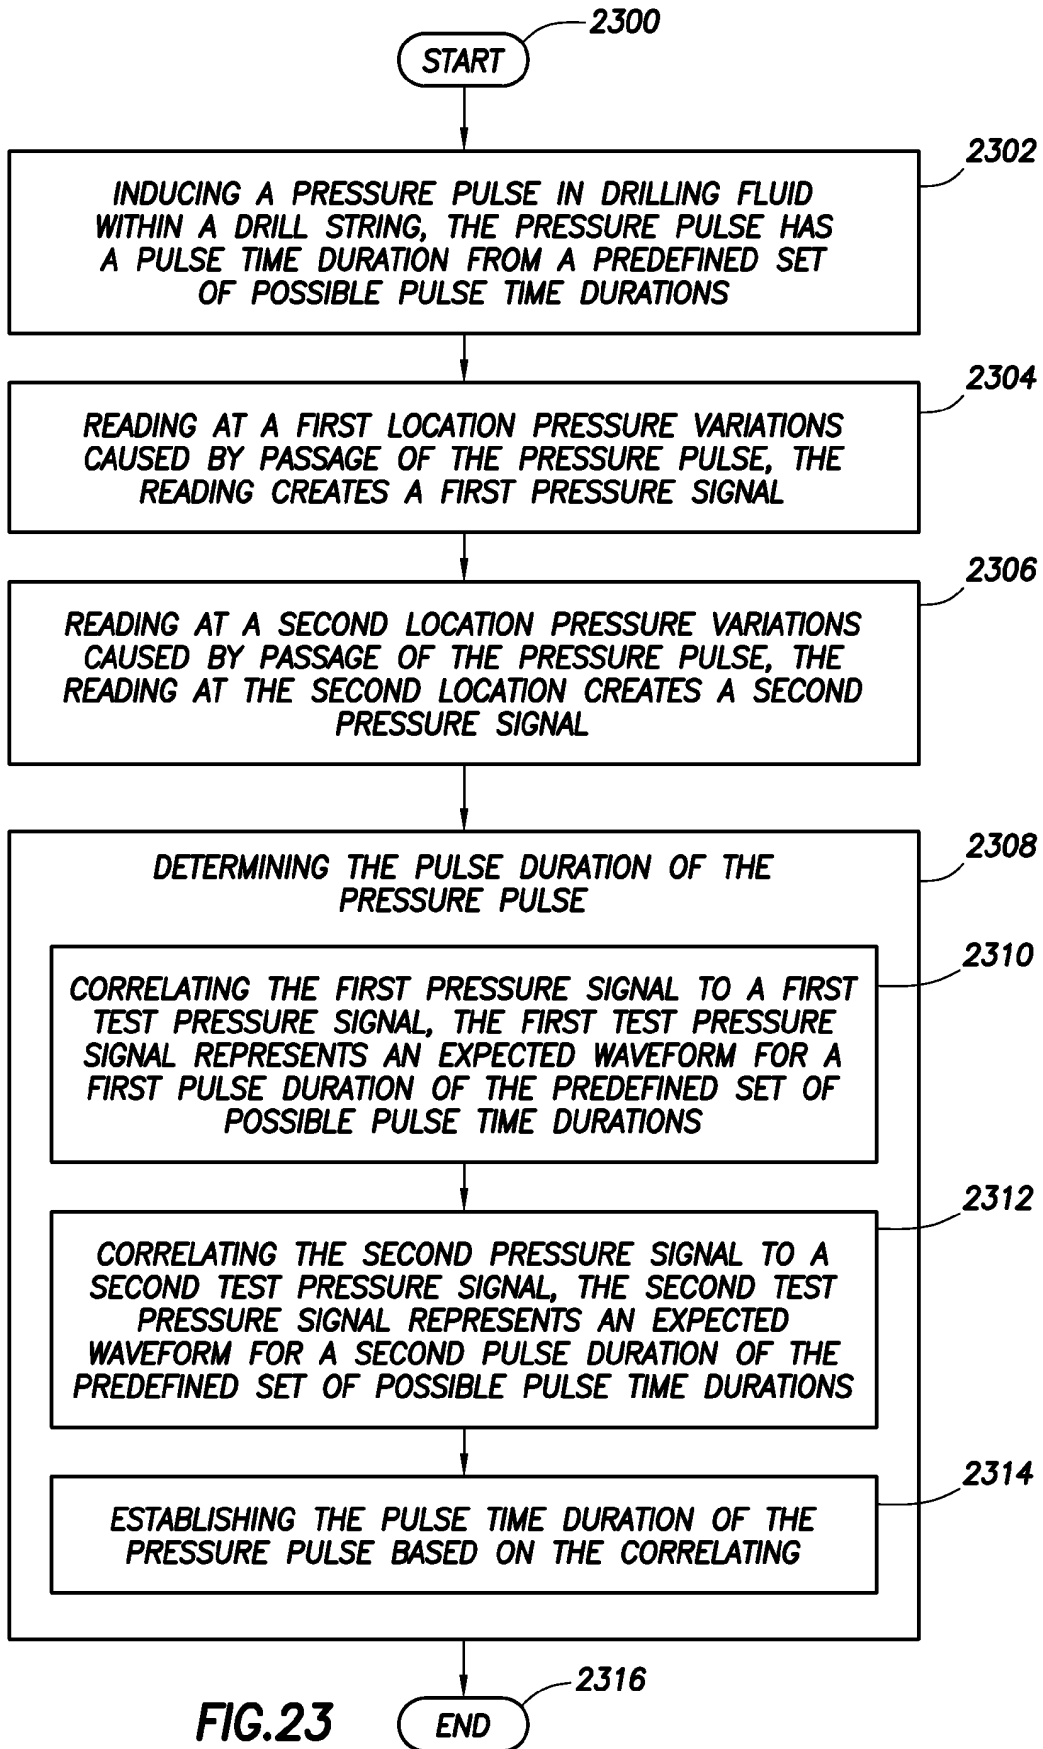 2300
START
2302
INDUCING A PRESSURE PULSE IN DRILLING FLUID
WITHIN A DRILL STRING, THE PRESSURE PULSE HAS
A PULSE TIME DURATION FROM A PREDEFINED SET
OF POSSIBLE PULSE TIME DURATIONS
2304
READING AT A FIRST LOCATION PRESSURE VARIATIONS
CAUSED BY PASSAGE OF THE PRESSURE PULSE, THE
READING CREATES A FIRST PRESSURE SIGNAL
2306
READING AT A SECOND LOCATION PRESSURE VARIATIONS
CAUSED BY PASSAGE OF THE PRESSURE PULSE, THE
READING AT THE SECOND LOCATION CREATES A SECOND
PRESSURE SIGNAL
2308
DETERMINING THE PULSE DURATION OF THE
PRESSURE PULSE
2310
CORRELATING THE FIRST PRESSURE SIGNAL TO A FIRST
TEST PRESSURE SIGNAL, THE FIRST TEST PRESSURE
SIGNAL REPRESENTS AN EXPECTED WAVEFORM FOR A
FIRST PULSE DURATION OF THE PREDEFINED SET OF
POSSIBLE PULSE TIME DURATIONS
2312
CORRELATING THE SECOND PRESSURE SIGNAL TO A
SECOND TEST PRESSURE SIGNAL, THE SECOND TEST
PRESSURE SIGNAL REPRESENTS AN EXPECTED
WAVEFORM FOR A SECOND PULSE DURATION OF THE
PREDEFINED SET OF POSSIBLE PULSE TIME DURATIONS
2314
ESTABLISHING THE PULSE TIME DURATION OF THE
PRESSURE PULSE BASED ON THE CORRELATING
2316
FIG.23
END